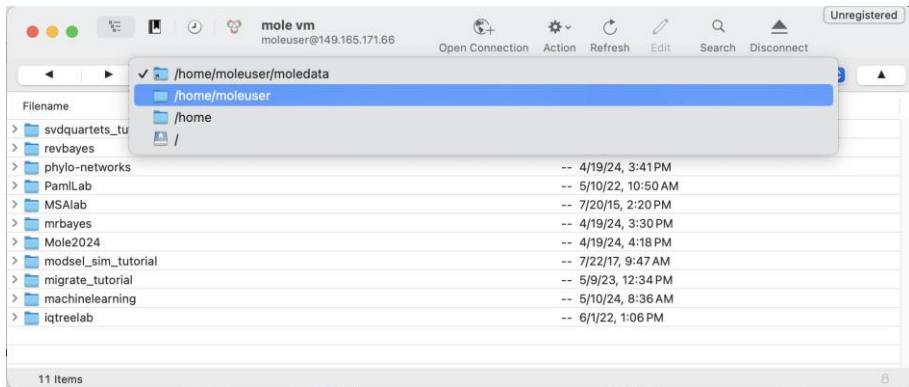 mole vm
moleuser@149.165.171.66
Open Connection Action Refresh Edit Search Disconnect
Unregistered
/home/moleuser/moledata
/home/moleuser
/home
/
Filename
svdquartets_tu
revbayes
phylo-networks -- 4/19/24, 3:41 PM
PamlLab -- 5/10/22, 10:50 AM
MSAlab -- 7/20/15, 2:20 PM
mrbayes -- 4/19/24, 3:30 PM
Mole2024 -- 4/19/24, 4:18 PM
modsel_sim_tutorial -- 7/22/17, 9:47 AM
migrate_tutorial -- 5/9/23, 12:34 PM
machinelearning -- 5/10/24, 8:36 AM
iqtreelab -- 6/1/22, 1:06 PM
11 Items